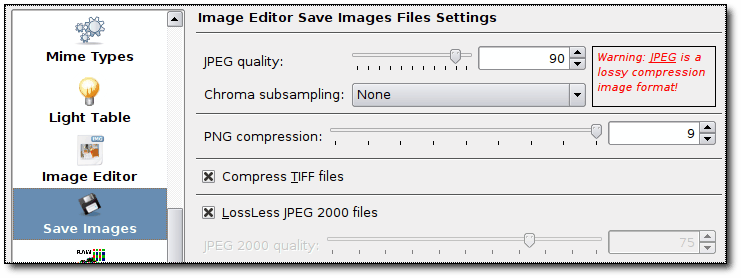 Mime Types
Light Table
IMG
Image Editor
Save Images
RAW
Image Editor Save Images Files Settings
JPEG quality:
90
Warning: JPEG is a
lossy compression
image format!
Chroma subsampling:
None
PNG compression:
9
Compress TIFF files
LossLess JPEG 2000 files
JPEG 2000 quality:
75